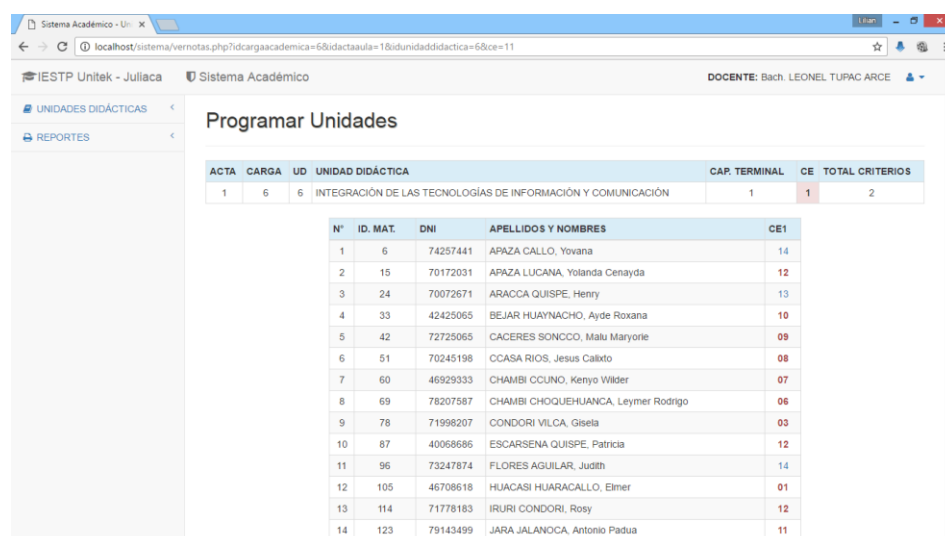 Sistema Académico - Uni
Lilian
localhost/sistema/vernotas.php?idcargaacademica=6&idactaaula=1&idunidaddidactica=6&ce=11
IESTP Unitek - Juliaca Sistema Académico DOCENTE: Bach. LEONEL TUPAC ARCE
UNIDADES DIDÁCTICAS
REPORTES
Programar Unidades
ACTA CARGA UD UNIDAD DIDÁCTICA CAP. TERMINAL CE TOTAL CRITERIOS
1 6 6 INTEGRACIÓN DE LAS TECNOLOGÍAS DE INFORMACIÓN Y COMUNICACIÓN 1 1 2
N° ID. MAT. DNI APELLIDOS Y NOMBRES CE1
1 6 74257441 APAZA CALLO, Yovana 14
2 15 70172031 APAZA LUCANA, Yolanda Cenayda 12
3 24 70072671 ARACCA QUISPE, Henry 13
4 33 42425065 BEJAR HUAYNACHO, Ayde Roxana 10
5 42 72725065 CACERES SONCCO, Malu Maryorie 09
6 51 70245198 CCASA RIOS, Jesus Calixto 08
7 60 46929333 CHAMBI CCUNO, Kenyo Wilder 07
8 69 78207587 CHAMBI CHOQUEHUANCA, Leymer Rodrigo 06
9 78 71998207 CONDORI VILCA, Gisela 03
10 87 40068686 ESCARSENA QUISPE, Patricia 12
11 96 73247874 FLORES AGUILAR, Judith 14
12 105 46708618 HUACASI HUARACALLO, Elmer 01
13 114 71778183 IRURI CONDORI, Rosy 12
14 123 79143499 JARA JALANOCA, Antonio Padua 11